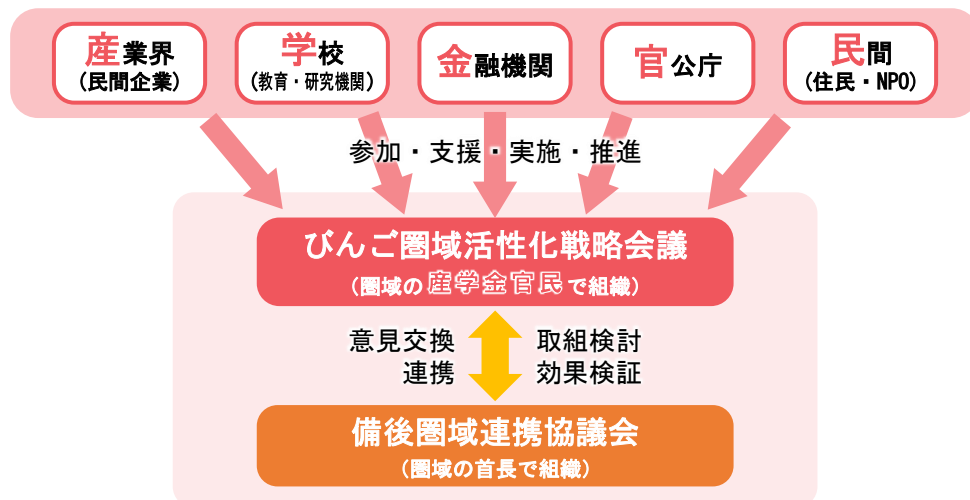 産業界
(民間企業)
学校
(教育・研究機関)
金融機関
官公庁
民間
(住民・NPO)
参加・支援・実施・推進
びんご圏域活性化戦略会議
(圏域の産学金官民で組織)
意見交換
連携
取組検討
効果検証
備後圏域連携協議会
(圏域の首長で組織)